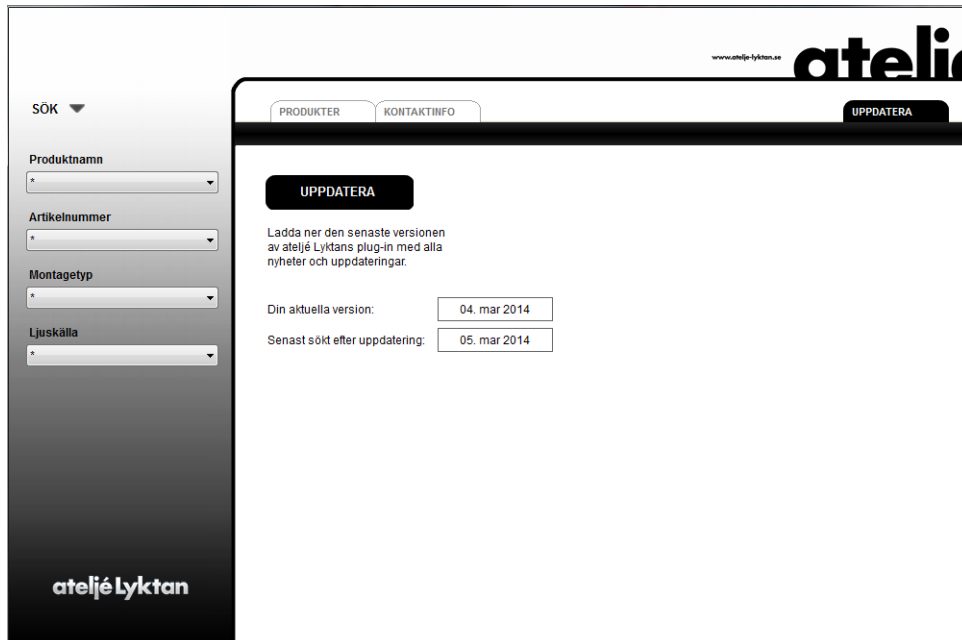 www.atelje-lyktan.se
SÖK
PRODUKTER
KONTAKTINFO
UPPDATERA
Produktnamn
*
Artikelnummer
*
Montagetyp
*
Ljuskälla
*
ateljé Lyktan
UPPDATERA
Ladda ner den senaste versionen
av ateljé Lyktans plug-in med alla
nyheter och uppdateringar.
Din aktuella version: 04. mar 2014
Senast sökt efter uppdatering: 05. mar 2014